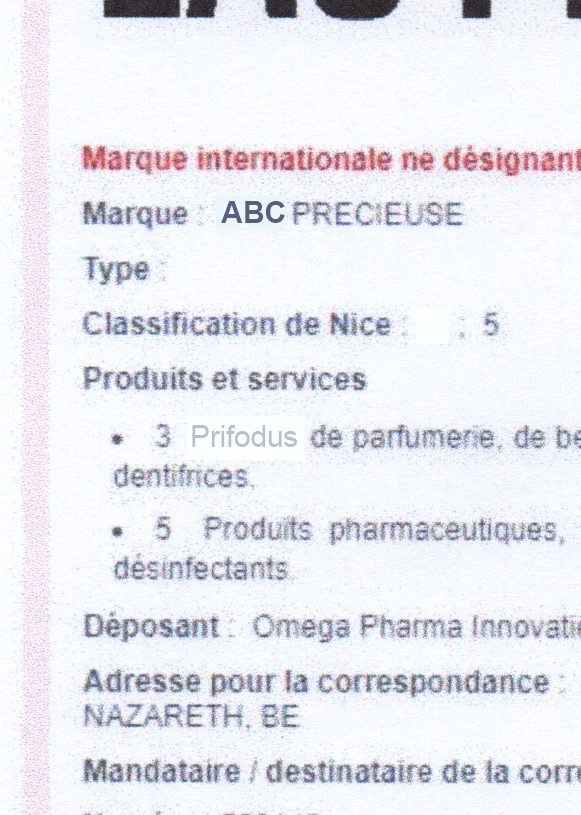 Marque internationale ne désignant
Marque : ABC PRECIEUSE
Type :
Classification de Nice : ; 5
Produits et services
• 3 Prifodus de parfumerie, de be
dentifrices.
• 5 Produits pharmaceutiques,
désinfectants.
Déposant : Omega Pharma Innovati
Adresse pour la correspondance :
NAZARETH, BE
Mandataire / destinataire de la corre